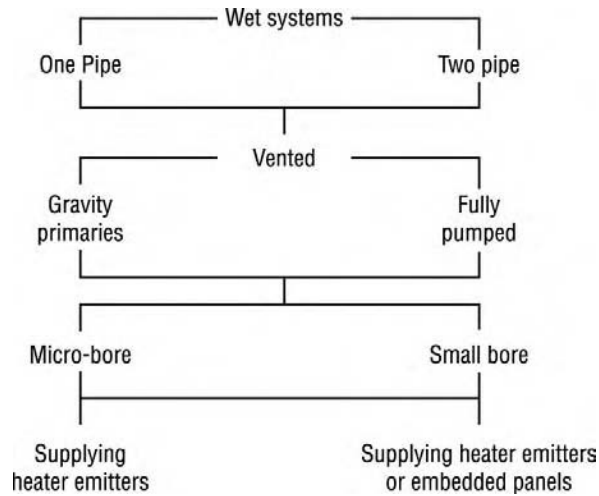 Wet systems
One Pipe
Two pipe
Vented
Gravity
primaries
Fully
pumped
Micro-bore
Small bore
Supplying
heater emitters
Supplying heater emitters
or embedded panels